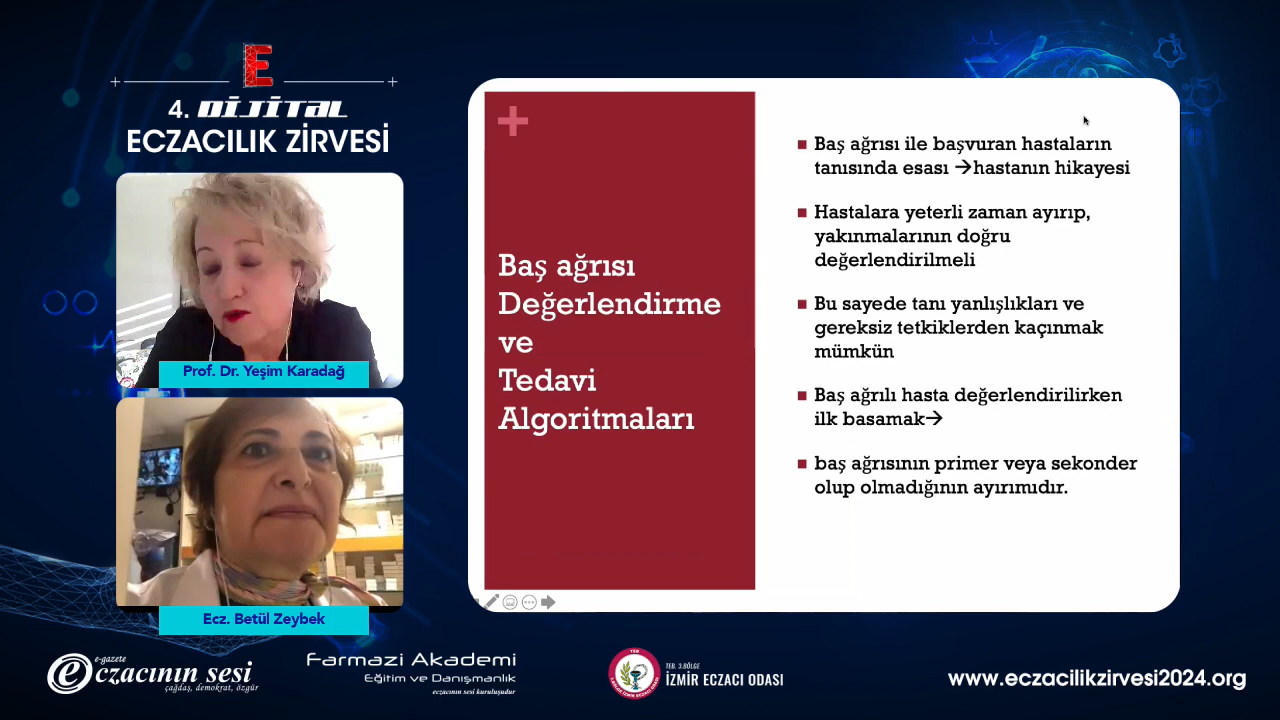 E
4. DİJİTAL
ECZACILIK ZİRVESİ
Prof. Dr. Yeşim Karadağ
Ecz. Betül Zeybek
Baş ağrısı
Değerlendirme
ve
Tedavi
Algoritmaları
Baş ağrısı ile başvuran hastaların
tanısında esası →hastanın hikayesi
Hastalara yeterli zaman ayırıp,
yakınmalarının doğru
değerlendirilmeli
Bu sayede tanı yanlışlıkları ve
gereksiz tetkiklerden kaçınmak
mümkün
Baş ağrılı hasta değerlendirilirken
ilk basamak→
baş ağrısının primer veya sekonder
olup olmadığının ayırımıdır.
e-gazete
eczacının sesi
çağdaş, demokrat, özgür
Farmazi Akademi
Eğitim ve Danışmanlık
eczacının sesi kuruluşudur
TEB. 3.BÖLGE
İZMİR ECZACI ODASI
www.eczacilikzirvesi2024.org